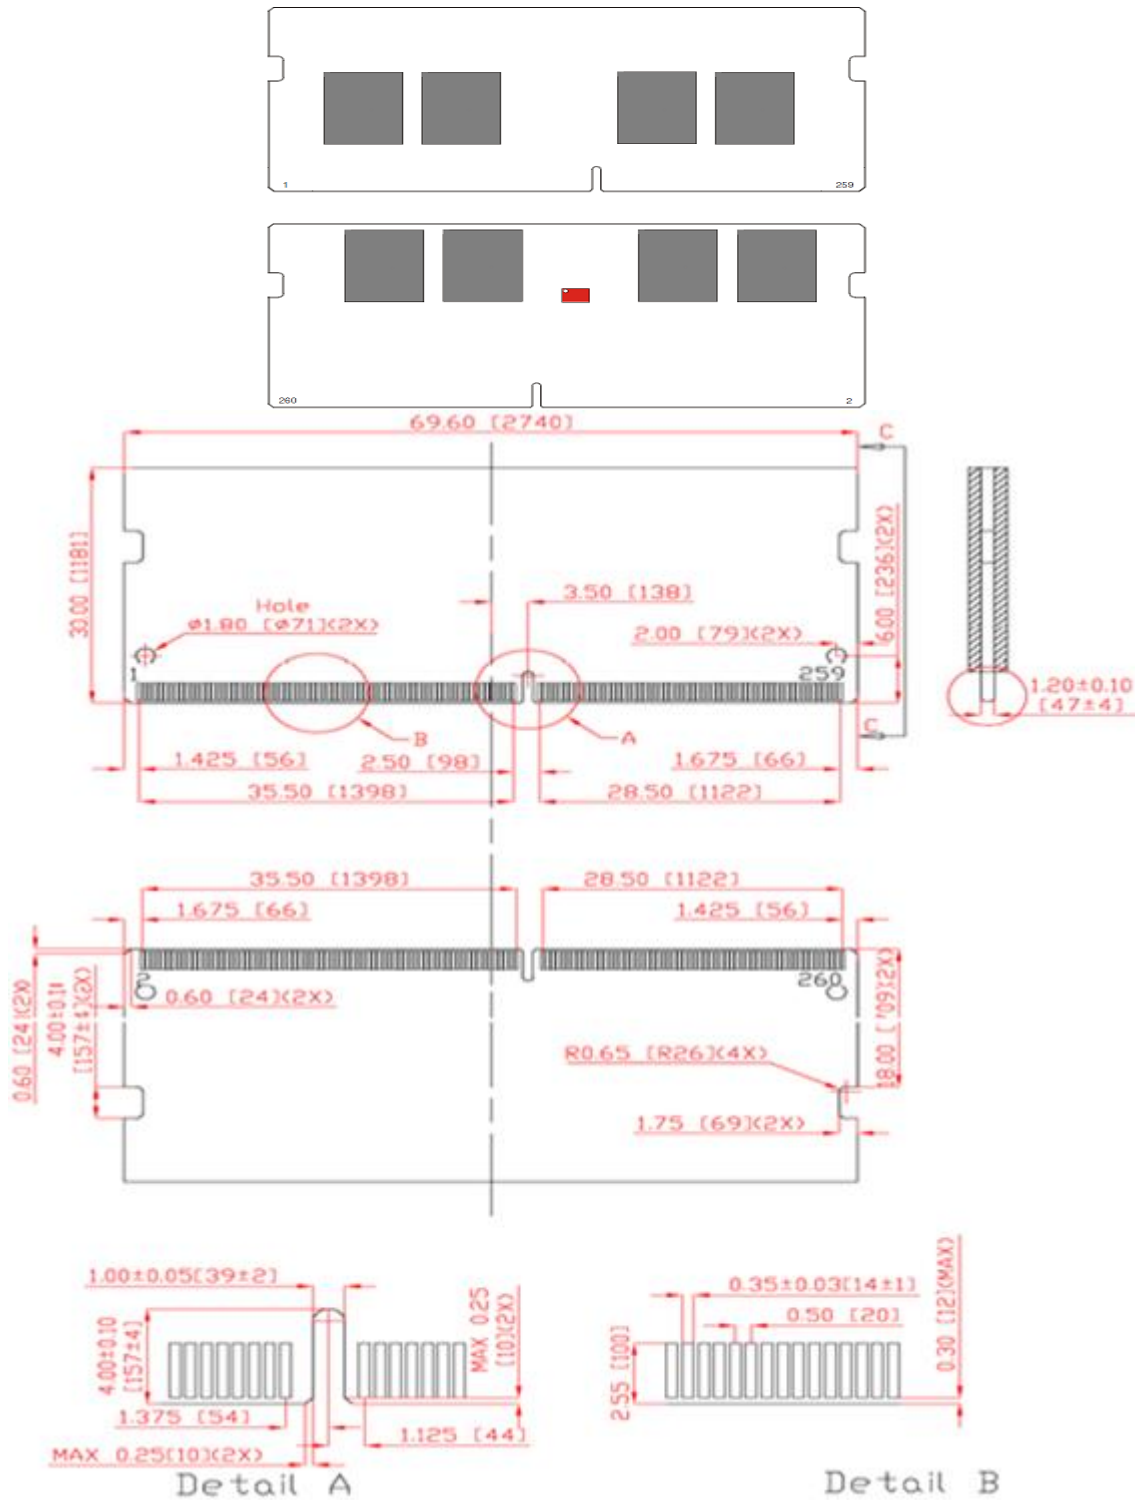 1
259
260
2
69.60 [2740]
C
30.00 [1181]
6.00 [236](2X)
3.50 [138]
Hole
ø1.80 [ø71](2X)
2.00 [79](2X)
1
259
1.20±0.10
[47±4]
B
A
C
1.425 [56]
2.50 [98]
1.675 [66]
35.50 [1398]
28.50 [1122]
35.50 [1398]
28.50 [1122]
1.675 [66]
1.425 [56]
2
260
0.60 [24](2X)
0.60 [24](2X)
4.00±0.1
[157±4](2X)
R0.65 [R26](4X)
18.00
1.75 [69](2X)
1.00±0.05[39±2]
4.00±0.10
[157±4]
MAX 0.25
[10](2X)
1.375 [54]
1.125 [44]
MAX 0.25[10](2X)
Detail A
0.35±0.03[14±1]
0.50 [20]
0.30 [12](MAX)
2.55 [100]
Detail B